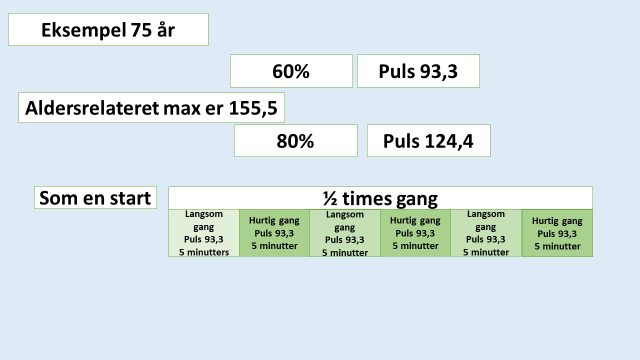 Eksempel 75 år
60%
Puls 93,3
Aldersrelateret max er 155,5
80%
Puls 124,4
Som en start
½ times gang
Langsom
gang
Puls 93,3
5 minutters
Hurtig gang
Puls 93,3
5 minutter
Langsom
gang
Puls 93,3
5 minutter
Hurtig gang
Puls 93,3
5 minutter
Langsom
gang
Puls 93,3
5 minutter
Hurtig gang
Puls 93,3
5 minutter